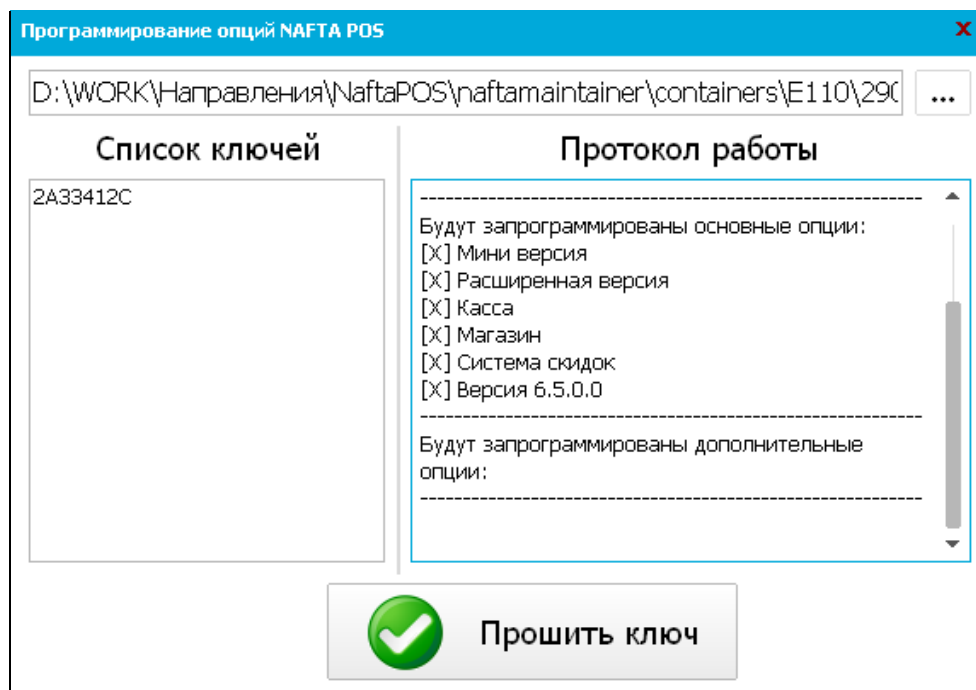 Программирование опций NAFTA POS
x
D:\WORK\Направления\NaftaPOS\naftamaintainer\containers\E110\290
...
Список ключей
2A33412C
Протокол работы
-----------------------------------------------------------
Будут запрограммированы основные опции:
[X] Мини версия
[X] Расширенная версия
[X] Касса
[X] Магазин
[X] Система скидок
[X] Версия 6.5.0.0
-----------------------------------------------------------
Будут запрограммированы дополнительные
опции:
-----------------------------------------------------------
Прошить ключ